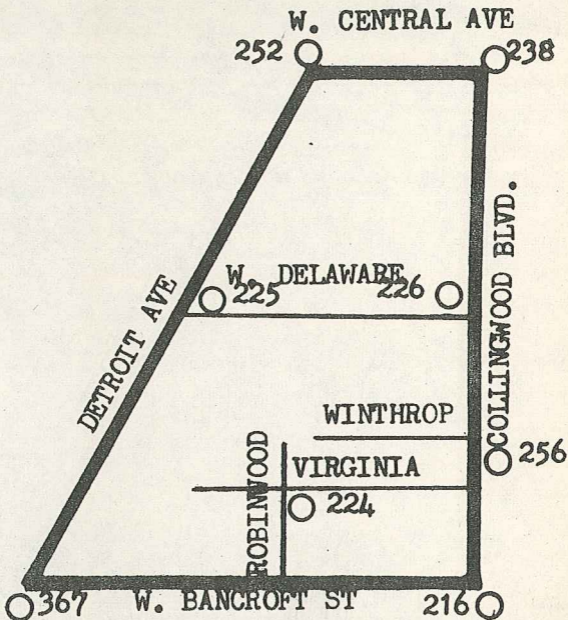 W. CENTRAL AVE
252
238
W. DELAWARE
225
226
DETROIT AVE
COLLINGWOOD BLVD.
WINTHROP
256
ROBINWOOD
VIRGINIA
224
367
W. BANCROFT ST
216